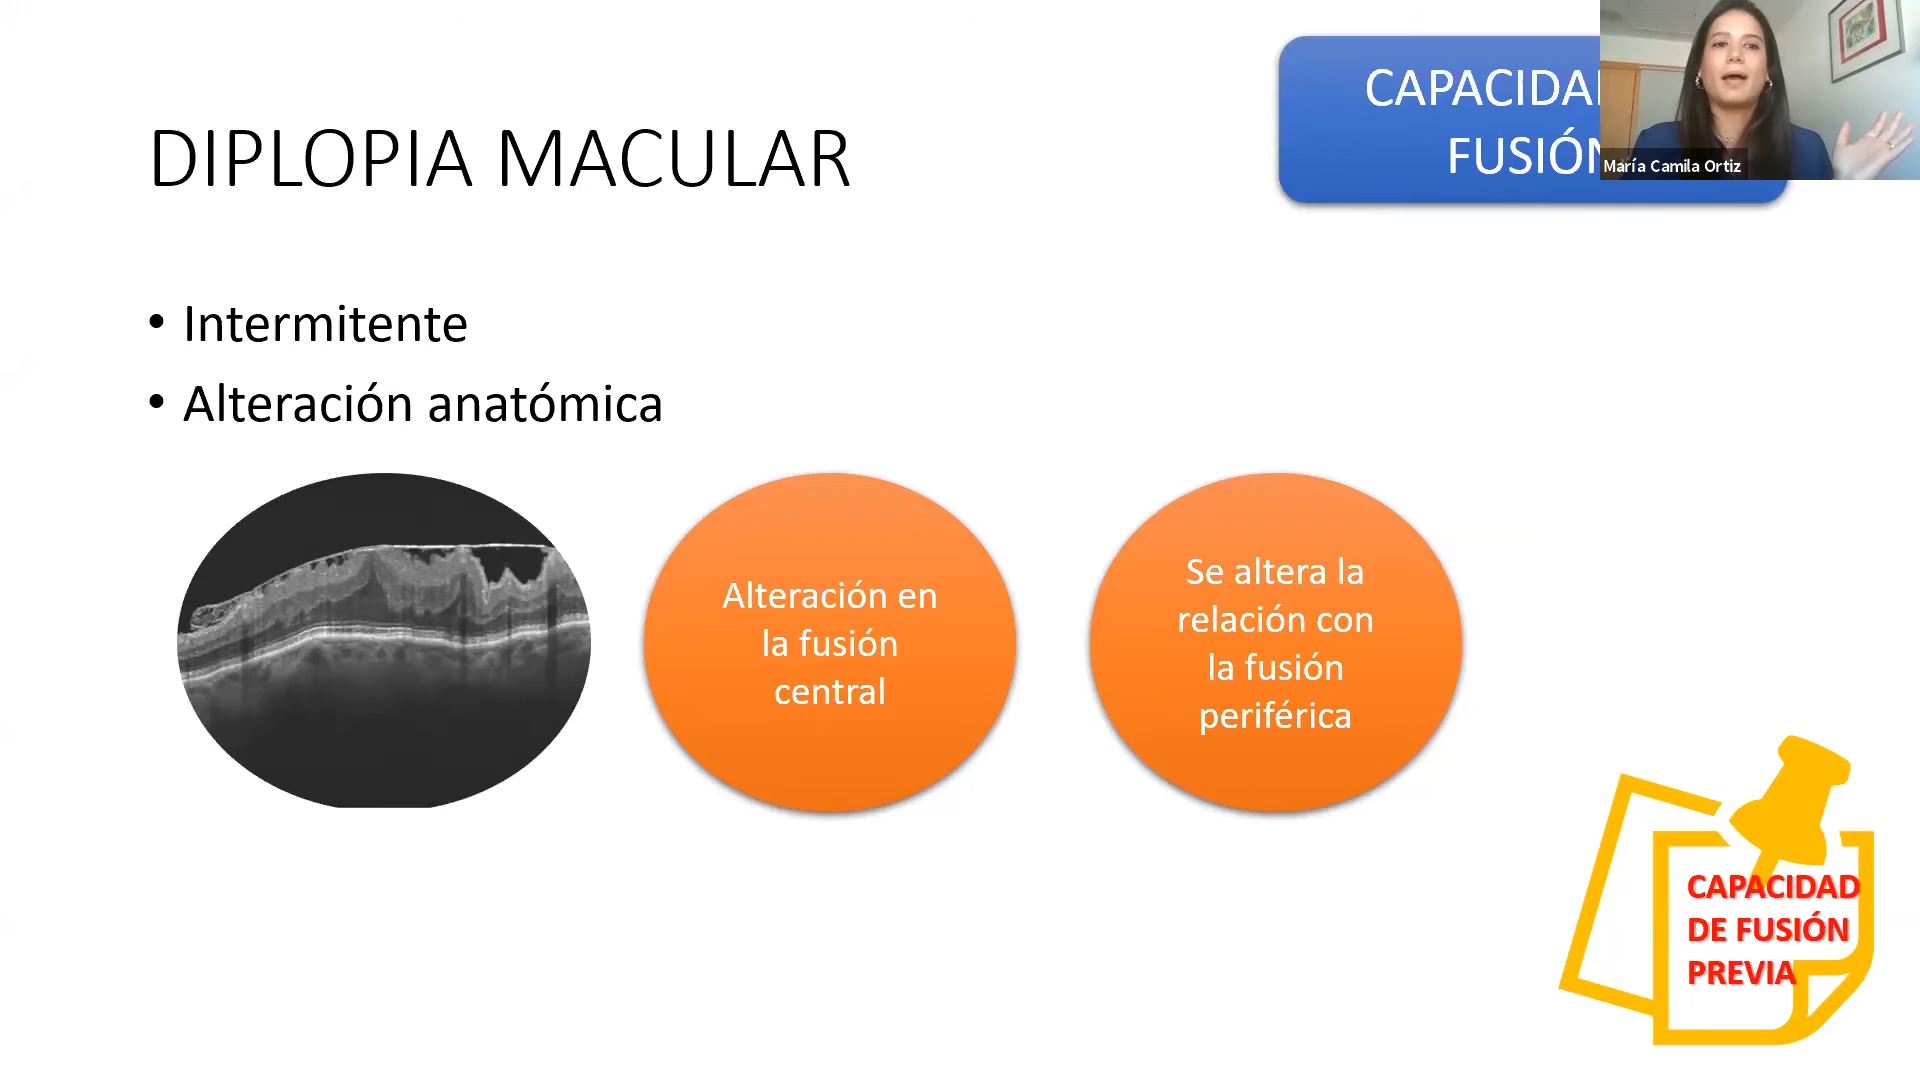 DIPLOPIA MACULAR
FUSIÓN
María Camila Ortiz
• Intermitente
• Alteración anatómica
Alteración en
la fusión
central
Se altera la
relación con
la fusión
periférica
CAPACIDAD
DE FUSIÓN
PREVIA